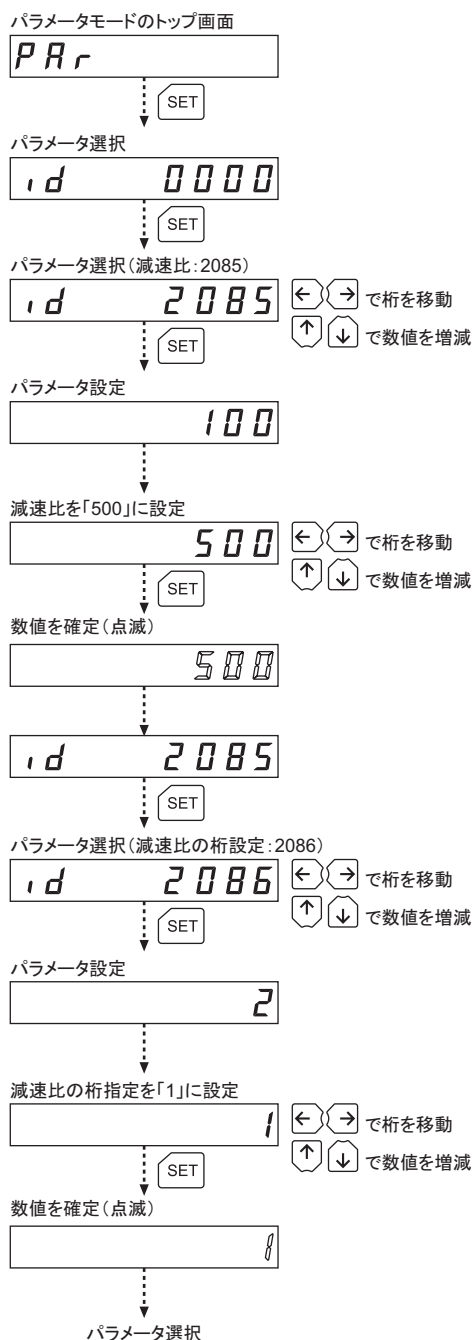 パラメータモードのトップ画面
PAr
SET
パラメータ選択
id 0000
SET
パラメータ選択(減速比:2085)
id 2085 ← → で桁を移動
SET ↑ ↓ で数値を増減
パラメータ設定
100
減速比を「500」に設定
500 ← → で桁を移動
SET ↑ ↓ で数値を増減
数値を確定(点滅)
500
id 2085
SET
パラメータ選択(減速比の桁設定:2086)
id 2086 ← → で桁を移動
SET ↑ ↓ で数値を増減
パラメータ設定
2
減速比の桁指定を「1」に設定
1 ← → で桁を移動
SET ↑ ↓ で数値を増減
数値を確定(点滅)
1
パラメータ選択